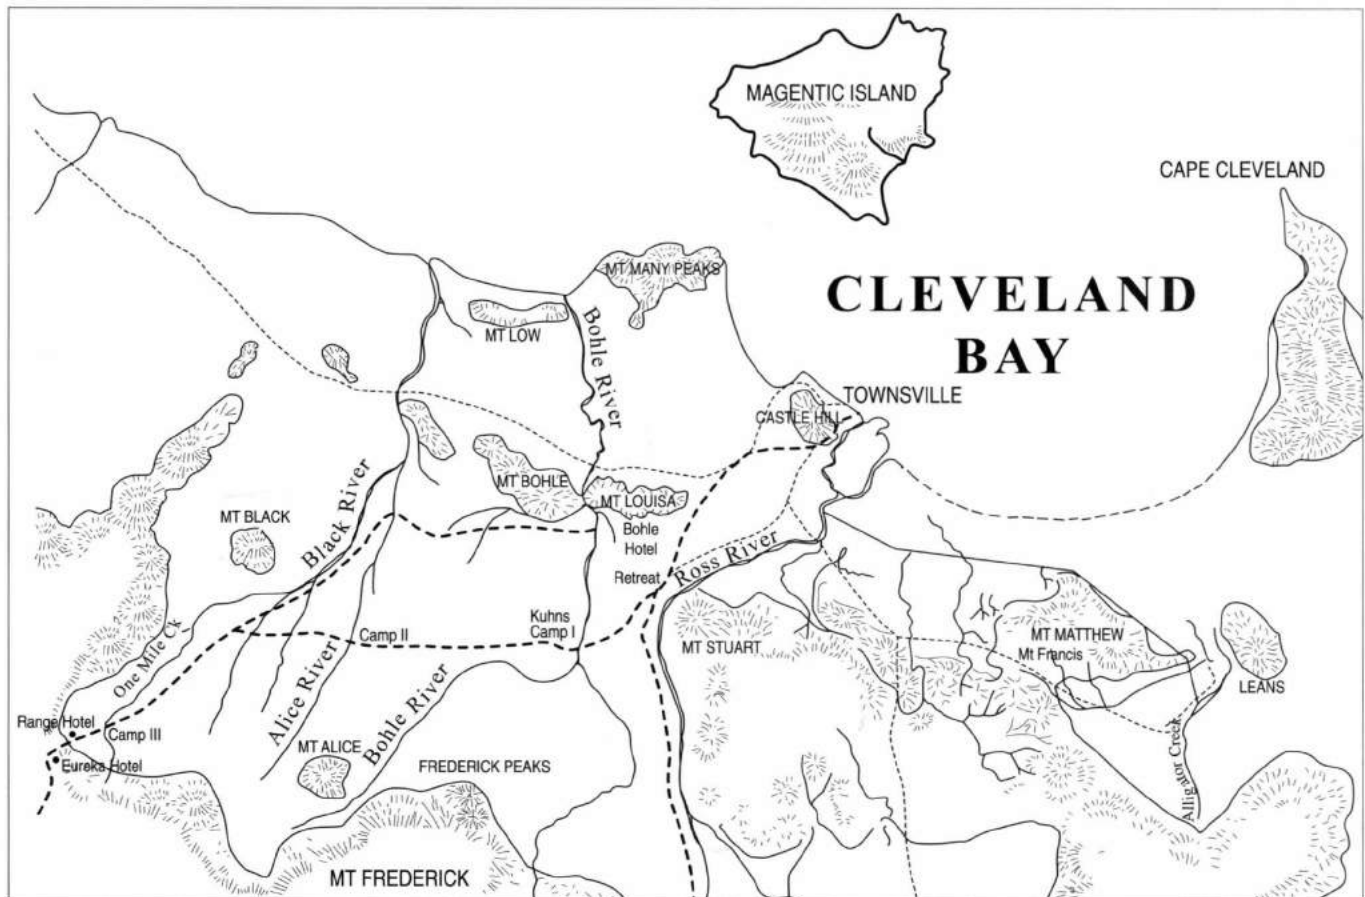 MAGENTIC ISLAND
CAPE CLEVELAND
CLEVELAND
BAY
MT MANY PEAKS
MT LOW
Bohle River
TOWNSVILLE
CASTLE HILL
MT BOHLE
MT LOUISA
Bohle
Hotel
MT BLACK
Black River
Retreat
Ross River
Kuhns
Camp I
Camp II
MT STUART
MT MATTHEW
Mt Francis
LEANS
One Mile Ck
Alice River
Bohle River
Range Hotel
Camp III
Eureka Hotel
MT ALICE
FREDERICK PEAKS
Alligator Creek
MT FREDERICK